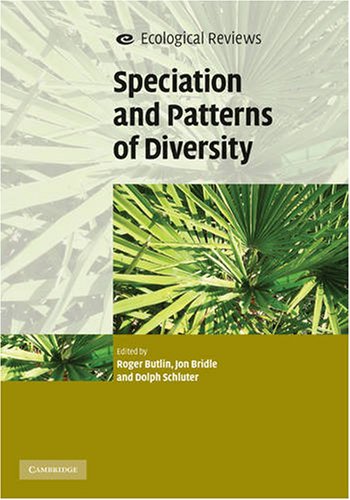 Ecological Reviews
Speciation
and Patterns
of Diversity
Edited by
Roger Butlin, Jon Bridle
and Dolph Schluter
CAMBRIDGE